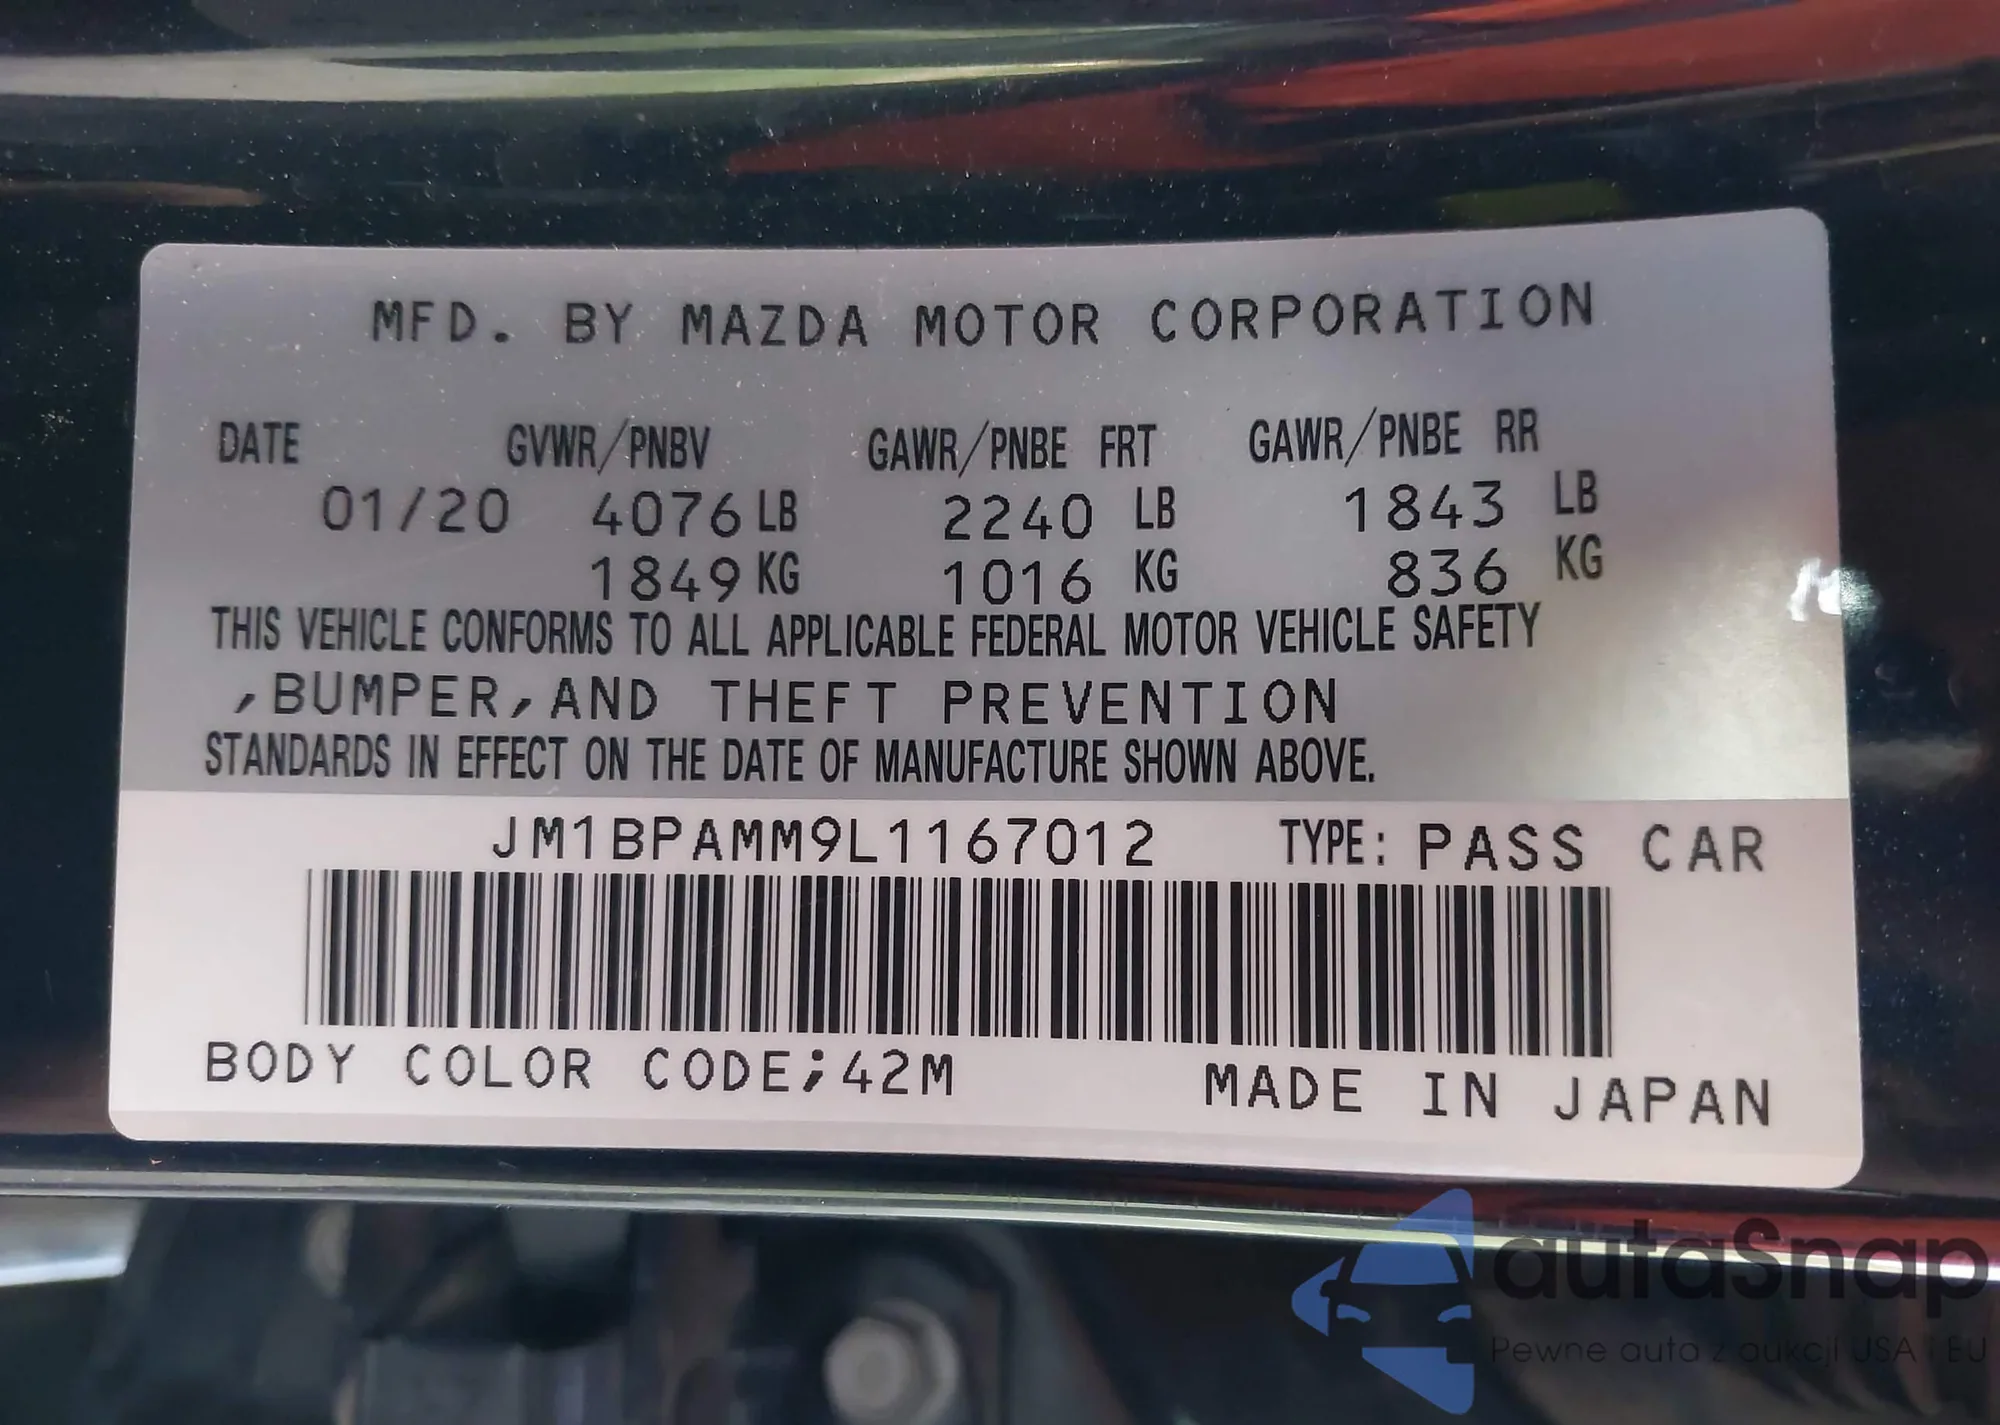 MFD. BY MAZDA MOTOR CORPORATION
DATE GVWR/PNBV GAWR/PNBE FRT GAWR/PNBE RR
01/20 4076 LB 2240 LB 1843 LB
1849 KG 1016 KG 836 KG
THIS VEHICLE CONFORMS TO ALL APPLICABLE FEDERAL MOTOR VEHICLE SAFETY
,BUMPER,AND THEFT PREVENTION
STANDARDS IN EFFECT ON THE DATE OF MANUFACTURE SHOWN ABOVE.
JM1BPAMM9L1167012 TYPE: PASS CAR
BODY COLOR CODE;42M MADE IN JAPAN
autaSnap
Pewne auta z aukcji USA i EU